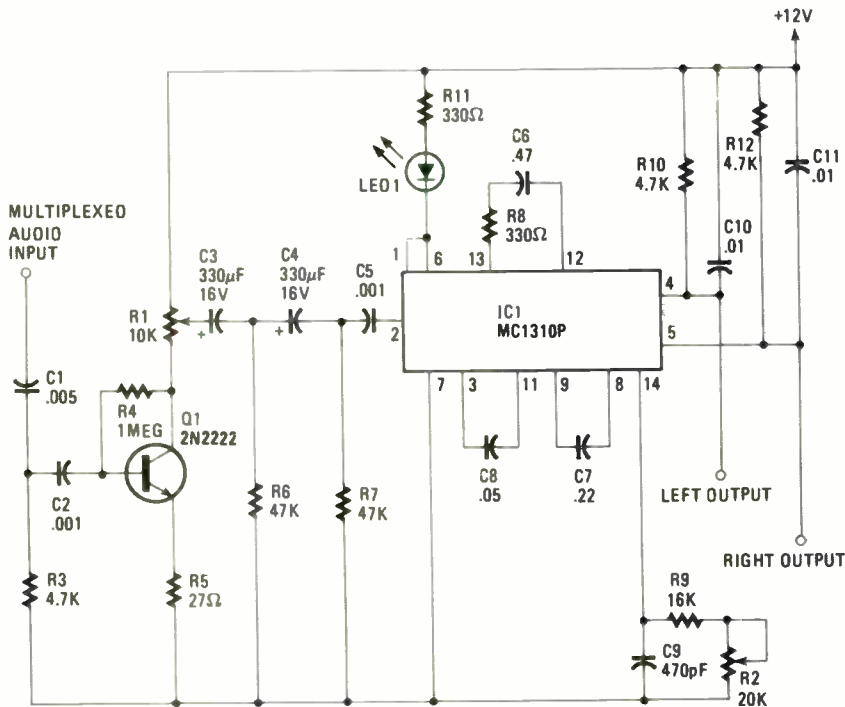 +12V
R11
330Ω
C6
.47
LED1
R8
330Ω
R10
4.7K
R12
4.7K
C11
.01
C10
.01
MULTIPLEXED
AUDIO
INPUT
C3
330µF
16V
C4
330µF
16V
C5
.001
1
6
13
12
R1
10K
+
+
2
IC1
MC1310P
4
5
7
3
11
9
8
14
C1
.005
R4
1MEG
Q1
2N2222
C2
.001
R6
47K
R7
47K
C8
.05
C7
.22
LEFT OUTPUT
RIGHT OUTPUT
R3
4.7K
R5
27Ω
R9
16K
C9
470pF
R2
20K